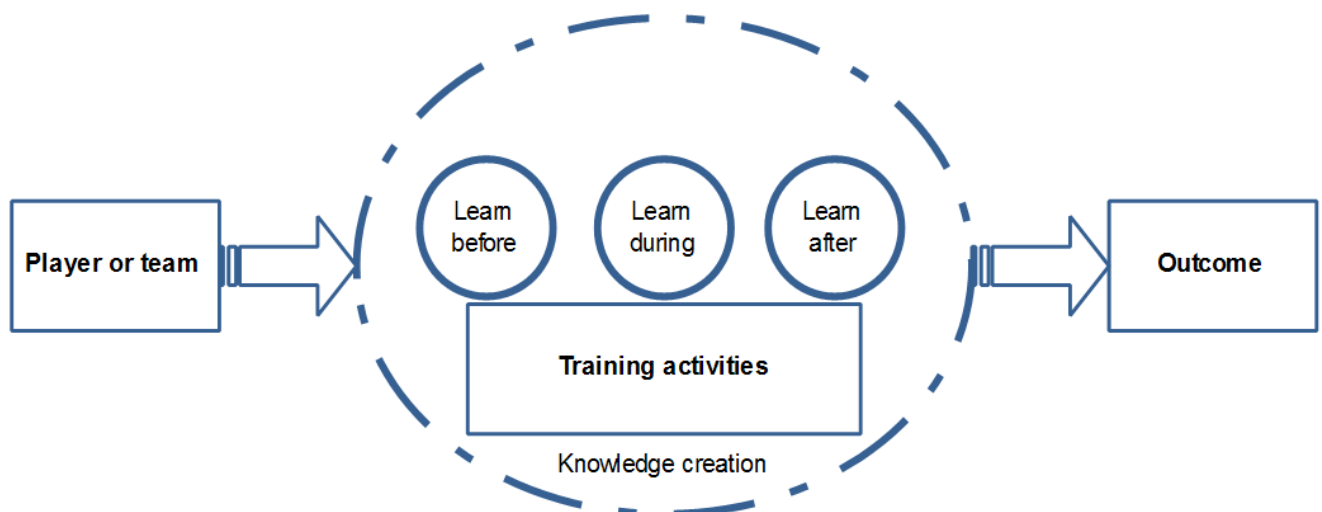 Learn
before
Learn
during
Learn
after
Player or team
Outcome
Training activities
Knowledge creation